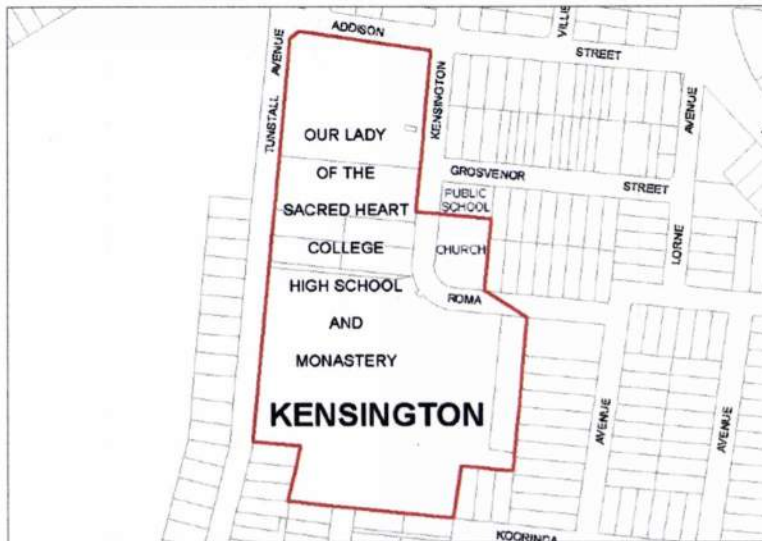 ADDISON
VILLIE
STREET
TUNSTALL AVENUE
KENSINGTON
AVENUE
OUR LADY
OF THE
SACRED HEART
COLLEGE
HIGH SCHOOL
AND
MONASTERY
GROSVENOR STREET
PUBLIC
SCHOOL
CHURCH
LORNE
ROMA
KENSINGTON
AVENUE
AVENUE
KOORINDA